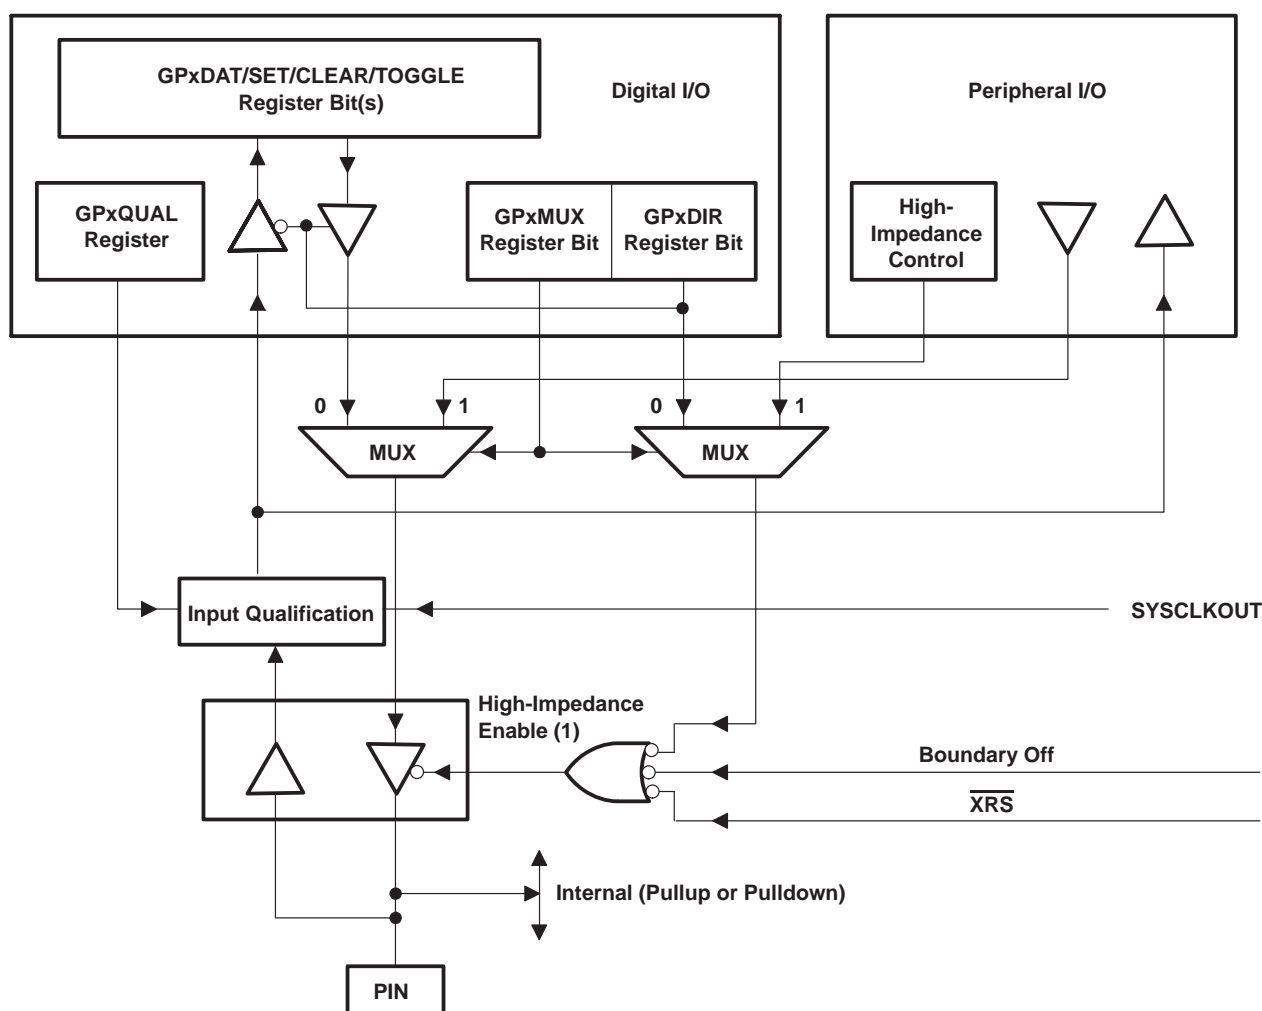 GPxDAT/SET/CLEAR/TOGGLE
Register Bit(s)
Digital I/O
Peripheral I/O
GPxQUAL
Register
GPxMUX
Register Bit
GPxDIR
Register Bit
High-
Impedance
Control
0
1
0
1
MUX
MUX
Input Qualification
SYSCLKOUT
High-Impedance
Enable (1)
Boundary Off
XRS
Internal (Pullup or Pulldown)
PIN